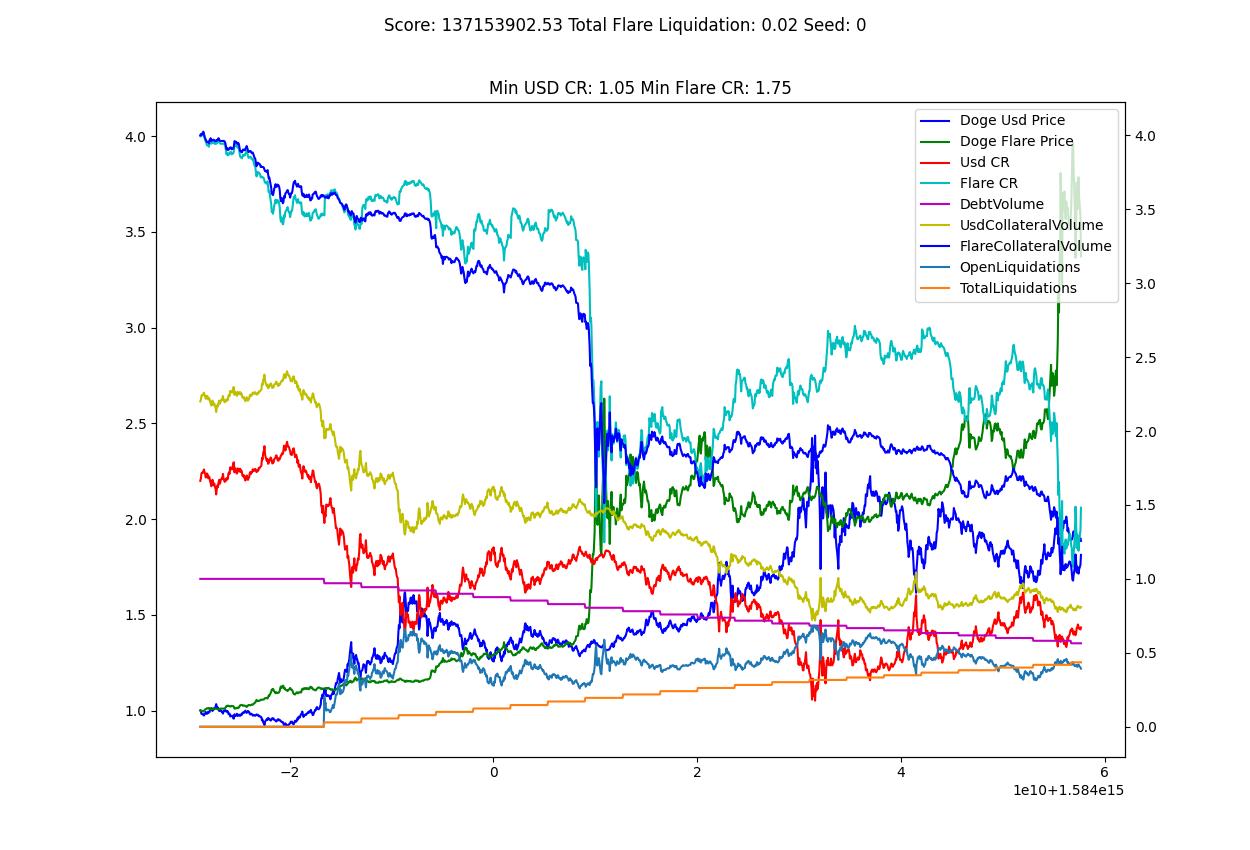 Score: 137153902.53 Total Flare Liquidation: 0.02 Seed: 0
Min USD CR: 1.05 Min Flare CR: 1.75
Doge Usd Price
Doge Flare Price
Usd CR
Flare CR
DebtVolume
UsdCollateralVolume
FlareCollateralVolume
OpenLiquidations
TotalLiquidations
4.0
3.5
3.0
2.5
2.0
1.5
1.0
4.0
3.5
3.0
2.5
2.0
1.5
1.0
0.5
0.0
−2
0
2
4
6
1e10+1.584e15